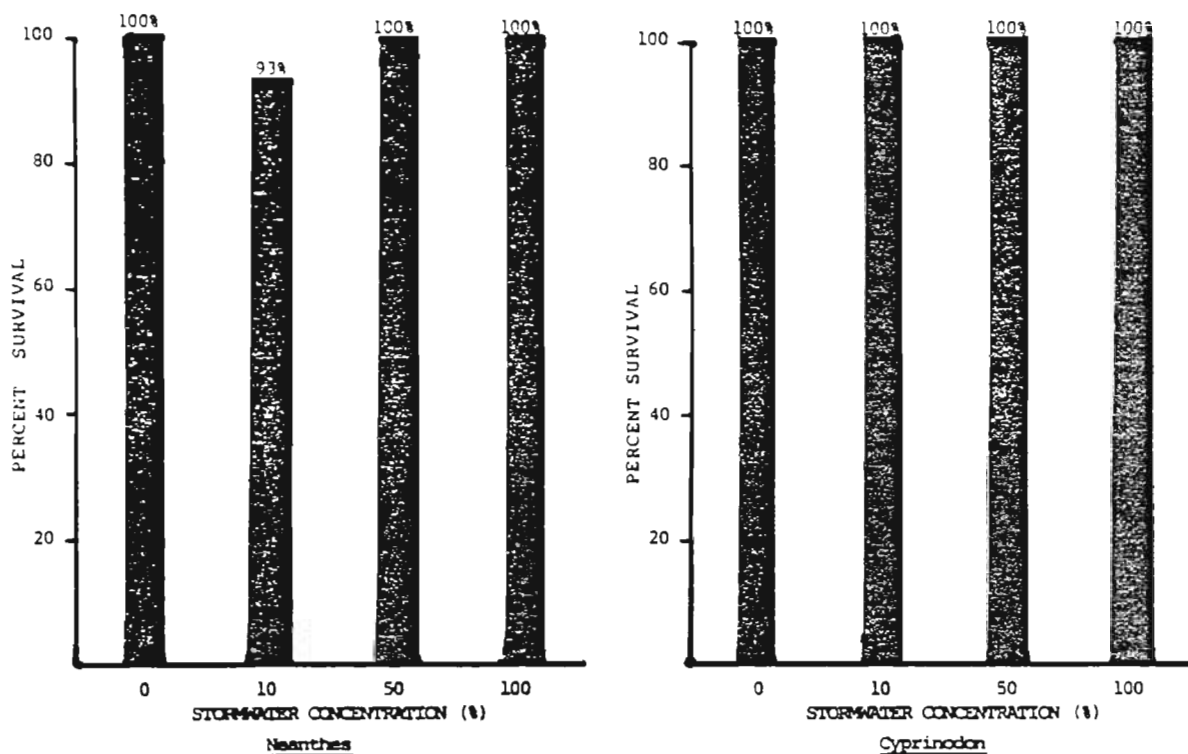 100%
93%
100%
100%
100
80
60
40
20
PERCENT SURVIVAL
0 10 50 100
STORMWATER CONCENTRATION (%)
Neanthes
100% 100% 100% 100%
100
80
60
40
20
PERCENT SURVIVAL
0 10 50 100
STORMWATER CONCENTRATION (%)
Cyprinodon